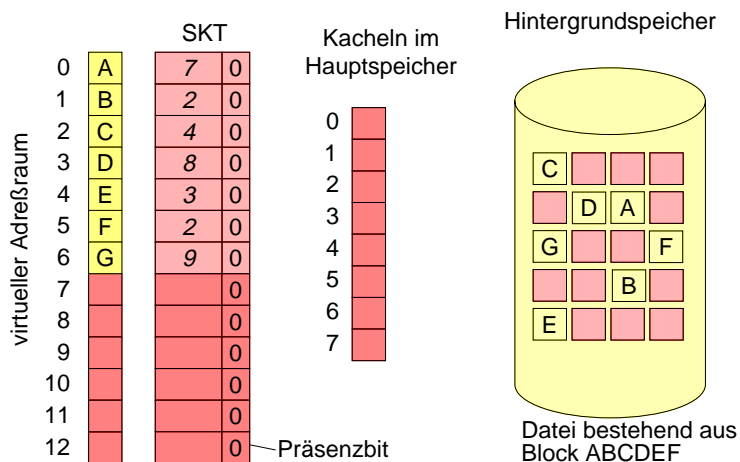 SKT
Kacheln im
Hauptspeicher
Hintergrundspeicher
virtueller Adreßraum
0 A 7 0
1 B 2 0
2 C 4 0
3 D 8 0
4 E 3 0
5 F 2 0
6 G 9 0
7 0
8 0
9 0
10 0
11 0
12 0
Präsenzbit
0
1
2
3
4
5
6
7
C
D A
G F
B
E
Datei bestehend aus
Block ABCDEF